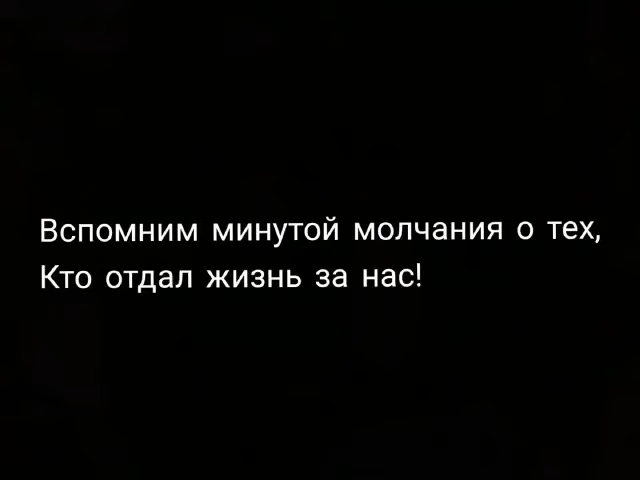 Вспомним минутой молчания о тех,
Кто отдал жизнь за нас!